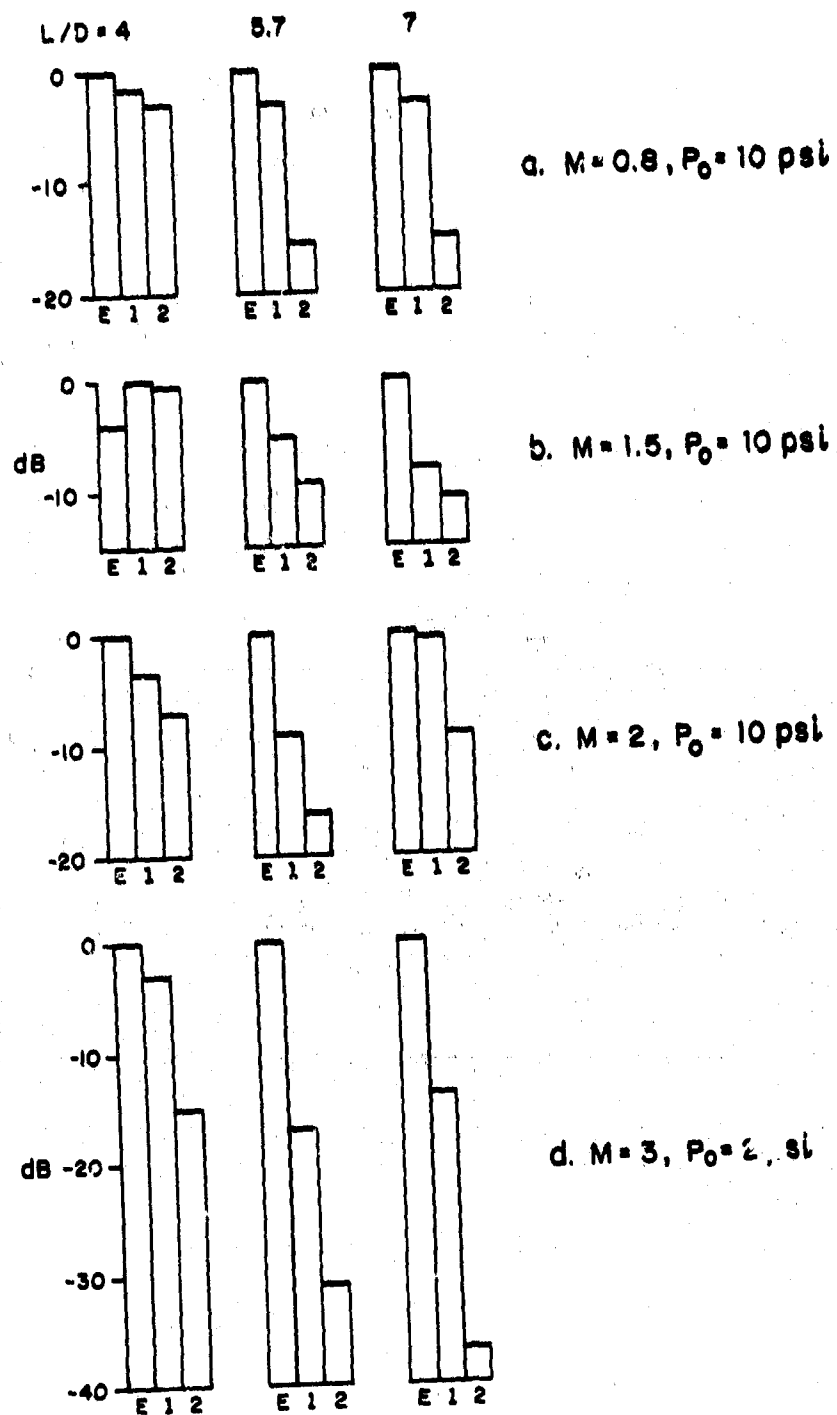 L/D = 4 5.7 7
0
-10
-20
E 1 2 E 1 2 E 1 2
a. M = 0.8, P₀ = 10 psi
0
dB
-10
E 1 2 E 1 2 E 1 2
b. M = 1.5, P₀ = 10 psi
0
-10
-20
E 1 2 E 1 2 E 1 2
c. M = 2, P₀ = 10 psi
0
-10
dB -20
-30
-40
E 1 2 E 1 2 E 1 2
d. M = 3, P₀ = si